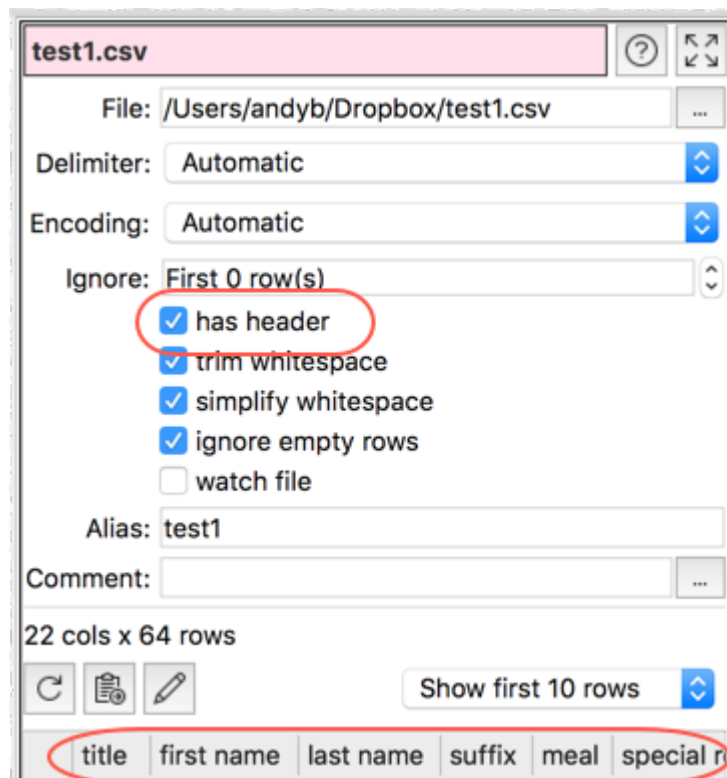 test1.csv
File: /Users/andyb/Dropbox/test1.csv ...
Delimiter: Automatic
Encoding: Automatic
Ignore: First 0 row(s)
has header
trim whitespace
simplify whitespace
ignore empty rows
watch file
Alias: test1
Comment: ...
22 cols x 64 rows
Show first 10 rows
title first name last name suffix meal special